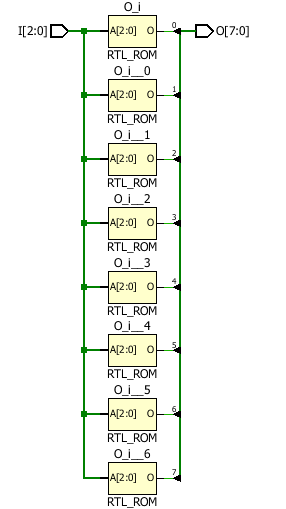 O_i
I[2:0] A[2:0] O 0 O[7:0]
RTL_ROM
O_i__0
A[2:0] O 1
RTL_ROM
O_i__1
A[2:0] O 2
RTL_ROM
O_i__2
A[2:0] O 3
RTL_ROM
O_i__3
A[2:0] O 4
RTL_ROM
O_i__4
A[2:0] O 5
RTL_ROM
O_i__5
A[2:0] O 6
RTL_ROM
O_i__6
A[2:0] O 7
RTL_ROM